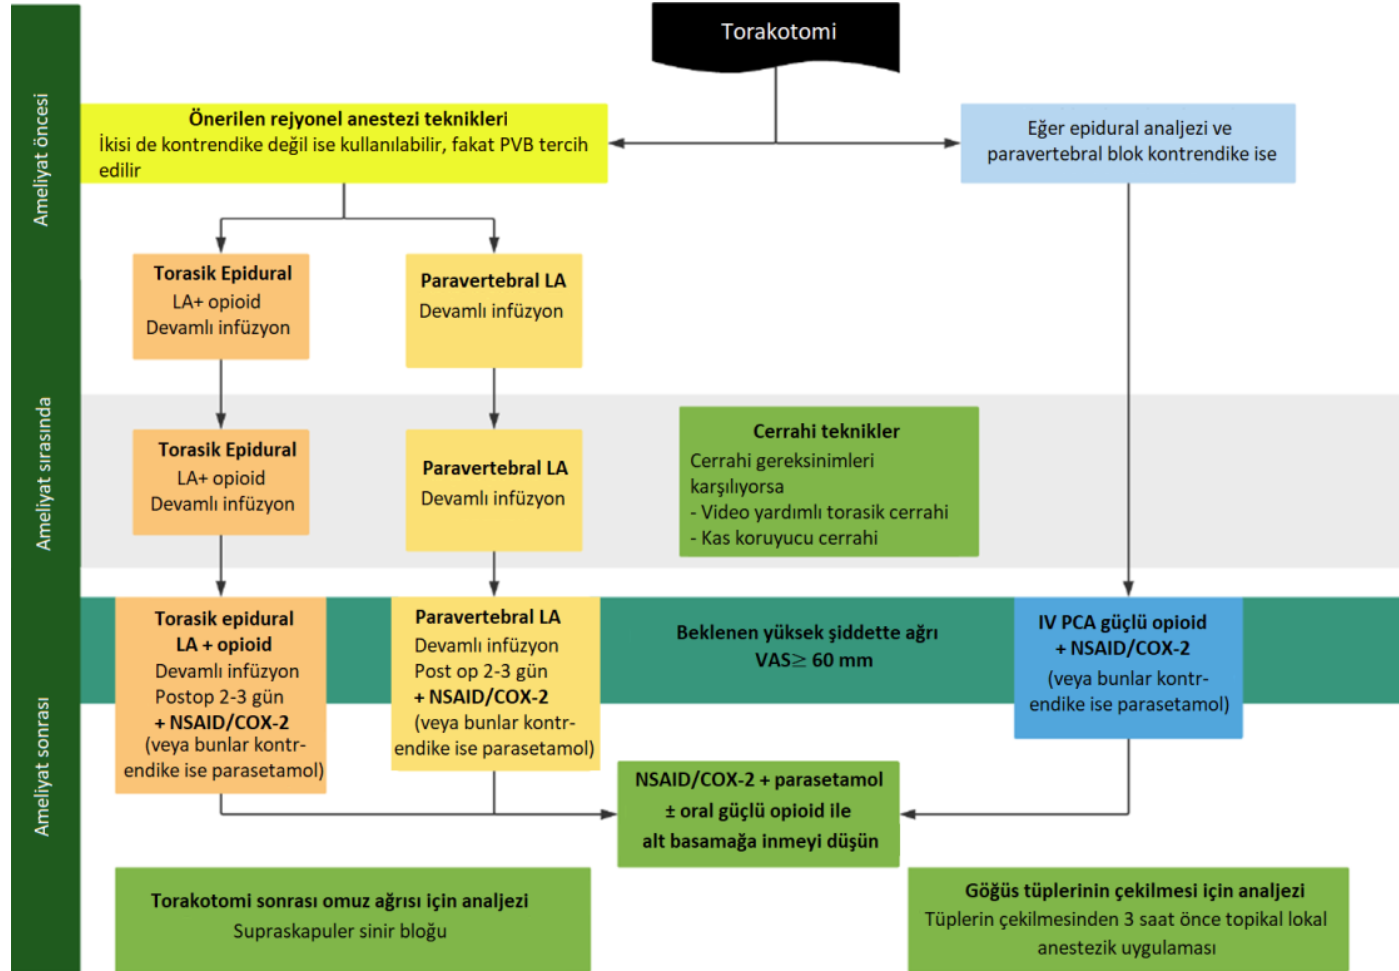 Torakotomi
Ameliyat öncesi
Önerilen rejyonel anestezi teknikleri
İkisi de kontrendike değil ise kullanılabilir, fakat PVB tercih
edilir
Eğer epidural analjezi ve
paravertebral blok kontrendike ise
Torasik Epidural
LA+ opioid
Devamlı infüzyon
Paravertebral LA
Devamlı infüzyon
Ameliyat sırasında
Torasik Epidural
LA+ opioid
Devamlı infüzyon
Paravertebral LA
Devamlı infüzyon
Cerrahi teknikler
Cerrahi gereksinimleri
karşılıyorsa
- Video yardımlı torasik cerrahi
- Kas koruyucu cerrahi
Ameliyat sonrası
Torasik epidural
LA + opioid
Devamlı infüzyon
Postop 2-3 gün
+ NSAID/COX-2
(veya bunlar kontr-
endike ise parasetamol)
Paravertebral LA
Devamlı infüzyon
Post op 2-3 gün
+ NSAID/COX-2
(veya bunlar kontr-
endike ise parasetamol)
Beklenen yüksek şiddette ağrı
VAS≥ 60 mm
IV PCA güçlü opioid
+ NSAID/COX-2
(veya bunlar kontr-
endike ise parasetamol)
NSAID/COX-2 + parasetamol
± oral güçlü opioid ile
alt basamağa inmeyi düşün
Torakotomi sonrası omuz ağrısı için analjezi
Supraskapuler sinir bloğu
Göğüs tüplerinin çekilmesi için analjezi
Tüplerin çekilmesinden 3 saat önce topikal lokal
anestezik uygulaması